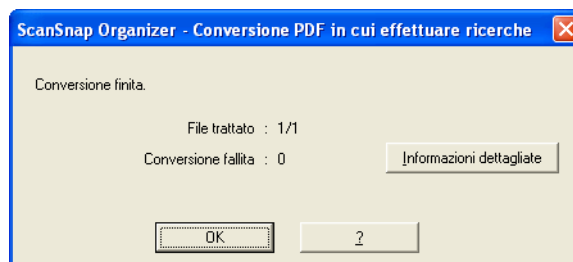 ScanSnap Organizer - Conversione PDF in cui effettuare ricerche
Conversione finita.
File trattato : 1/1
Conversione fallita : 0
Informazioni dettagliate
OK
?